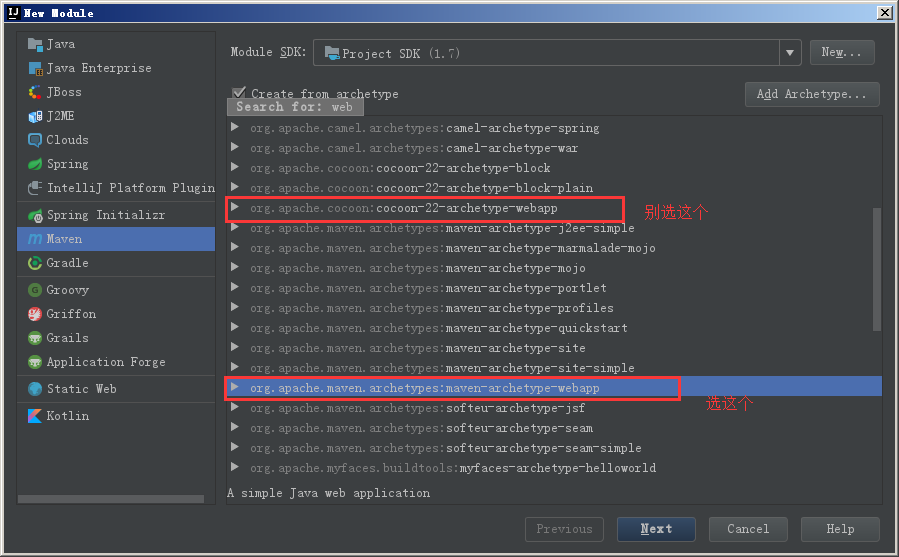 New Module
Java
Java Enterprise
JBoss
J2ME
Clouds
Spring
IntelliJ Platform Plugin
Spring Initializr
Maven
Gradle
Groovy
Griffon
Grails
Application Forge
Static Web
Kotlin
Module SDK: Project SDK (1.7) New...
Create from archetype Add Archetype...
Search for: web
org.apache.camel.archetypes:camel-archetype-spring
org.apache.camel.archetypes:camel-archetype-war
org.apache.cocoon:cocoon-22-archetype-block
org.apache.cocoon:cocoon-22-archetype-block-plain
org.apache.cocoon:cocoon-22-archetype-webapp 别选这个
org.apache.maven.archetypes:maven-archetype-j2ee-simple
org.apache.maven.archetypes:maven-archetype-marmalade-mojo
org.apache.maven.archetypes:maven-archetype-mojo
org.apache.maven.archetypes:maven-archetype-portlet
org.apache.maven.archetypes:maven-archetype-profiles
org.apache.maven.archetypes:maven-archetype-quickstart
org.apache.maven.archetypes:maven-archetype-site
org.apache.maven.archetypes:maven-archetype-site-simple
org.apache.maven.archetypes:maven-archetype-webapp 选这个
org.apache.maven.archetypes:softeu-archetype-jsf
org.apache.maven.archetypes:softeu-archetype-seam
org.apache.maven.archetypes:softeu-archetype-seam-simple
org.apache.myfaces.buildtools:myfaces-archetype-helloworld
A simple Java web application
Previous Next Cancel Help